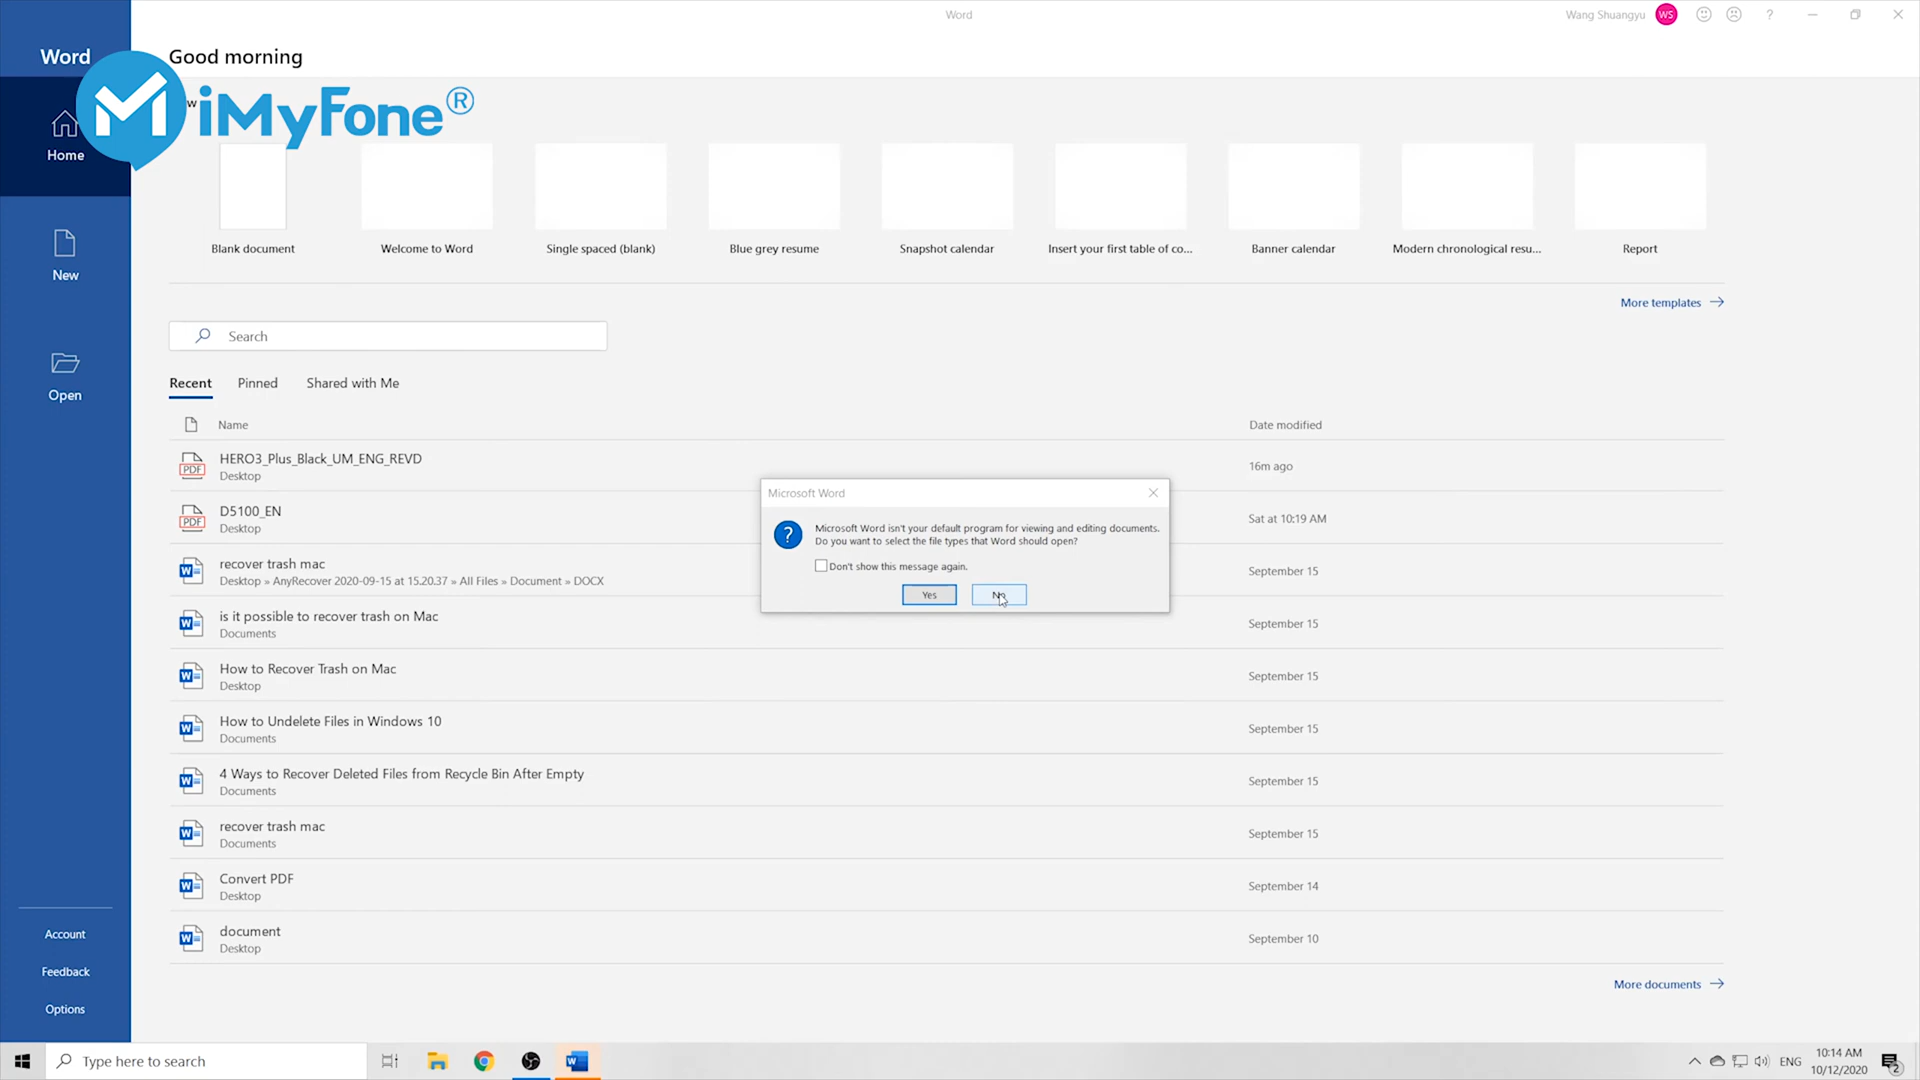 Word
Wang Shuangyu
WS
?
Word
Good morning
iMyFone®
Home
Blank document
Welcome to Word
Single spaced (blank)
Blue grey resume
Snapshot calendar
Insert your first table of co...
Banner calendar
Modern chronological resu...
Report
New
More templates
Search
Open
Recent
Pinned
Shared with Me
Name
Date modified
PDF
HERO3_Plus_Black_UM_ENG_REVD
Desktop
16m ago
PDF
D5100_EN
Desktop
Sat at 10:19 AM
W
recover trash mac
Desktop » AnyRecover 2020-09-15 at 15.20.37 » All Files » Document » DOCX
September 15
W
is it possible to recover trash on Mac
Documents
September 15
W
How to Recover Trash on Mac
Desktop
September 15
W
How to Undelete Files in Windows 10
Documents
September 15
W
4 Ways to Recover Deleted Files from Recycle Bin After Empty
Documents
September 15
W
recover trash mac
Documents
September 15
W
Convert PDF
Desktop
September 14
W
document
Desktop
September 10
More documents
Microsoft Word
?
Microsoft Word isn't your default program for viewing and editing documents.
Do you want to select the file types that Word should open?
Don't show this message again.
Yes
No
Account
Feedback
Options
Type here to search
W
ENG
10:14 AM
10/12/2020
2